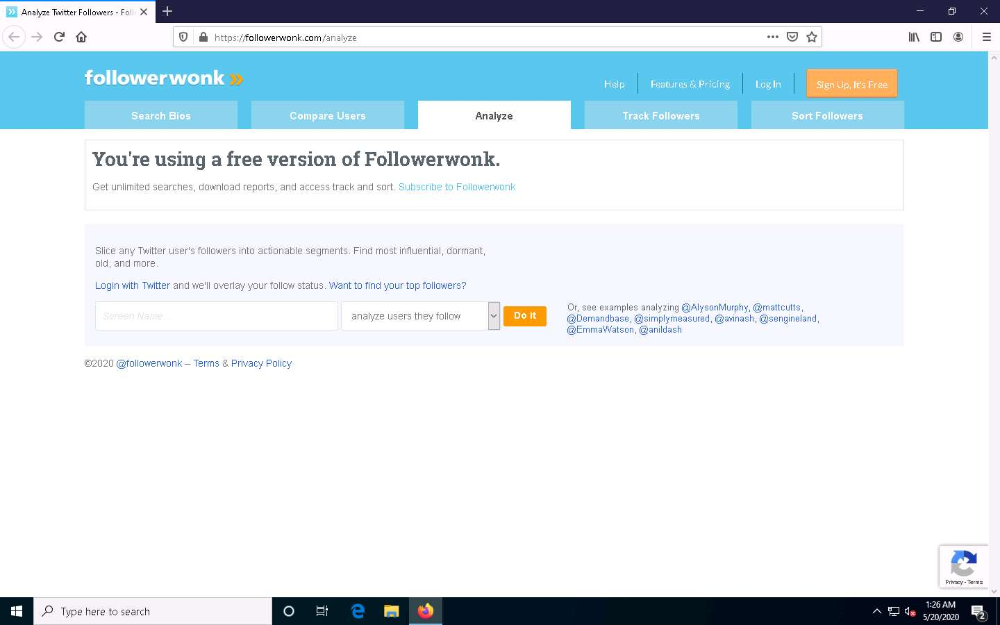 Analyze Twitter Followers - Foll
https://followerwonk.com/analyze
followerwonk
Help
Features & Pricing
Log In
Sign Up, It's Free
Search Bios
Compare Users
Analyze
Track Followers
Sort Followers
You're using a free version of Followerwonk.
Get unlimited searches, download reports, and access track and sort. Subscribe to Followerwonk
Slice any Twitter user's followers into actionable segments. Find most influential, dormant,
old, and more.
Login with Twitter and we'll overlay your follow status. Want to find your top followers?
Screen Name...
analyze users they follow
Do it
Or, see examples analyzing @AlysonMurphy, @mattcutts,
@Demandbase, @simplymeasured, @avinash, @sengineland,
@EmmaWatson, @anildash
©2020 @followerwonk – Terms & Privacy Policy
Privacy - Terms
Type here to search
1:26 AM
5/20/2020
2